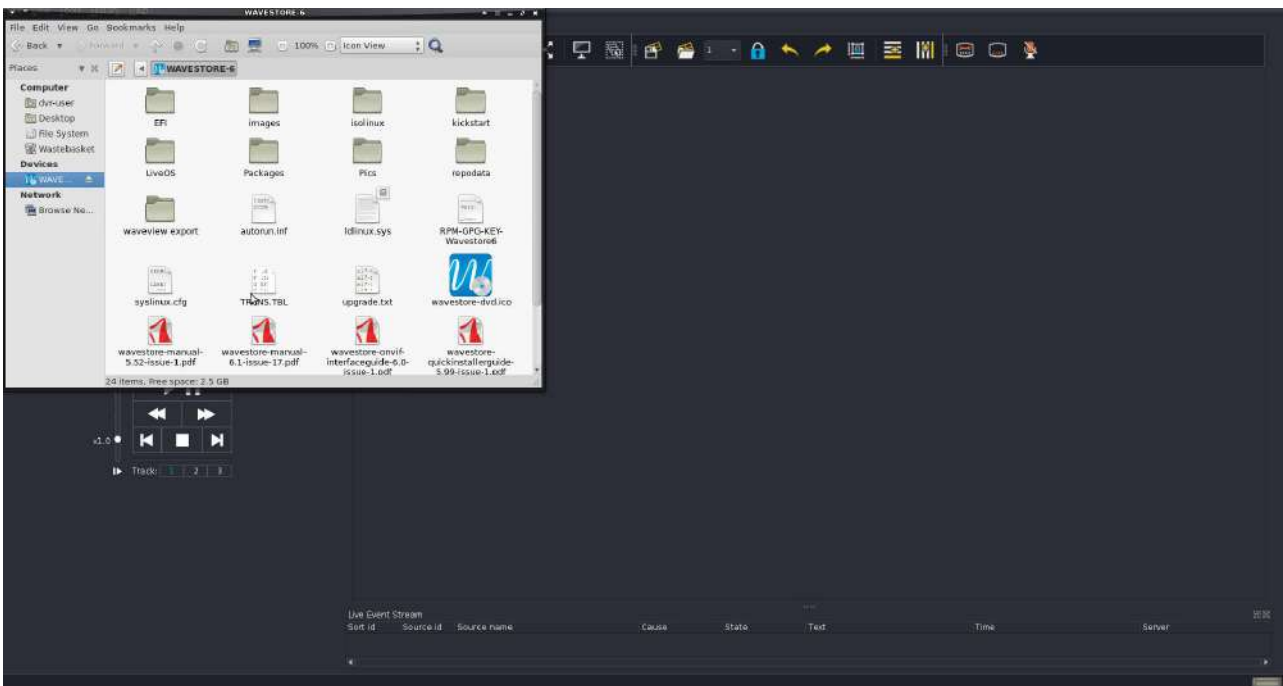 WAVESTORE-6
File Edit View Go Bookmarks Help
Back 100% Icon View
Places WAVESTORE-6
Computer
dvr-user
Desktop
File System
Wastebasket
Devices
WAVE...
Network
Browse Ne...
EFI images isolinux kickstart
LiveOS Packages Pics repodata
waveview export autorun.inf ldlinux.sys RPM-GPG-KEY-
Wavestore6
syslinux.cfg TRANS.TBL upgrade.txt wavestore-dvd.ico
wavestore-manual- wavestore-manual- wavestore-onvif- wavestore-
5.52-issue-1.pdf 6.1-issue-17.pdf interfaceguide-6.0- quickinstallerguide-
issue-1.pdf 5.99-issue-1.pdf
24 items, Free space: 2.5 GB
1
x1.0
Track: 1 2 3
Live Event Stream
Sort id Source id Source name Cause State Text Time Server